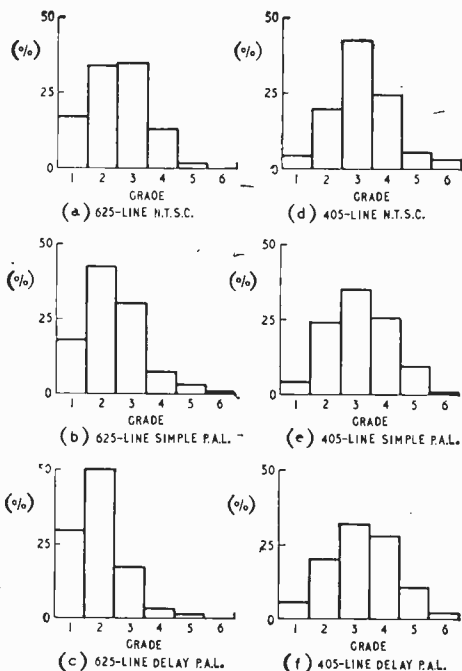 50
(%)
25
0
1 2 3 4 5 6
GRADE
(a) 625-LINE N.T.S.C.
50
(%)
25
0
1 2 3 4 5 6
GRADE
(d) 405-LINE N.T.S.C.
50
(%)
25
0
1 2 3 4 5 6
GRADE
(b) 625-LINE SIMPLE P.A.L.
50
(%)
25
0
1 2 3 4 5 6
GRADE
(e) 405-LINE SIMPLE P.A.L.
50
(%)
25
1 2 3 4 5 6
GRADE
(c) 625-LINE DELAY P.A.L.
50
(%)
25
0
1 2 3 4 5 6
GRADE
(f) 405-LINE DELAY P.A.L.